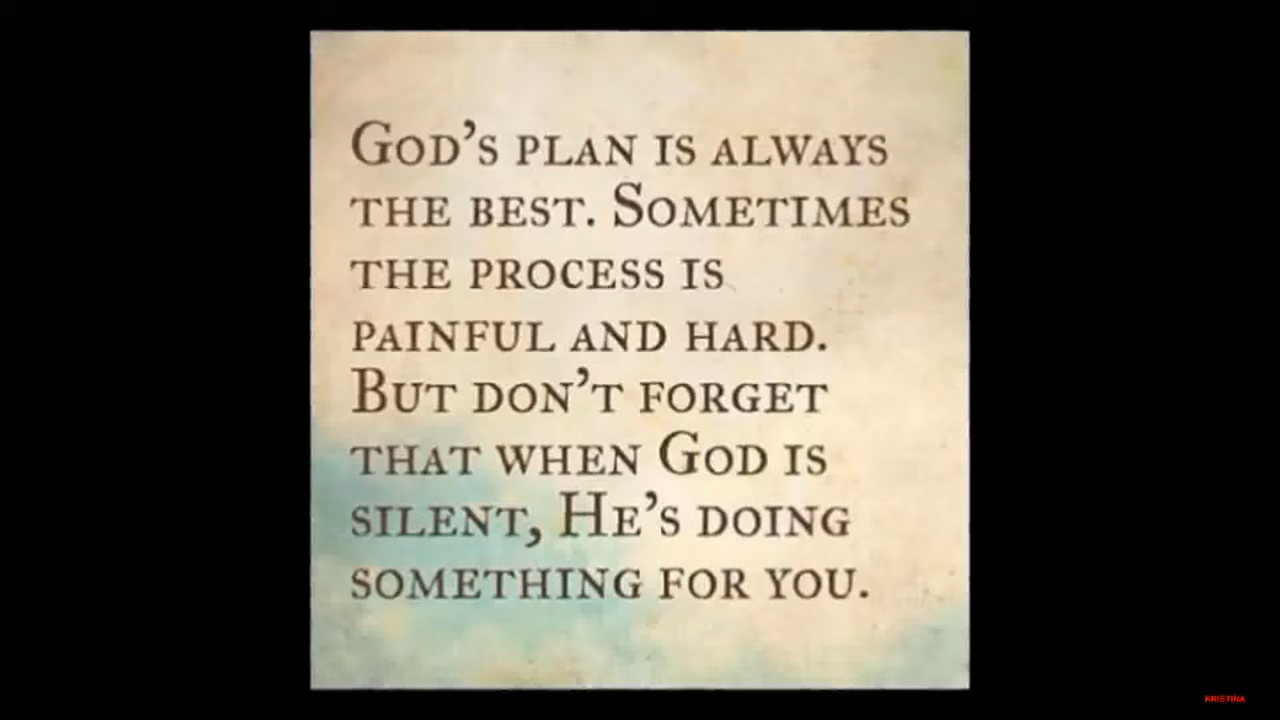 God's plan is always
the best. Sometimes
the process is
painful and hard.
But don't forget
that when God is
silent, He's doing
something for you.
KRISTINA